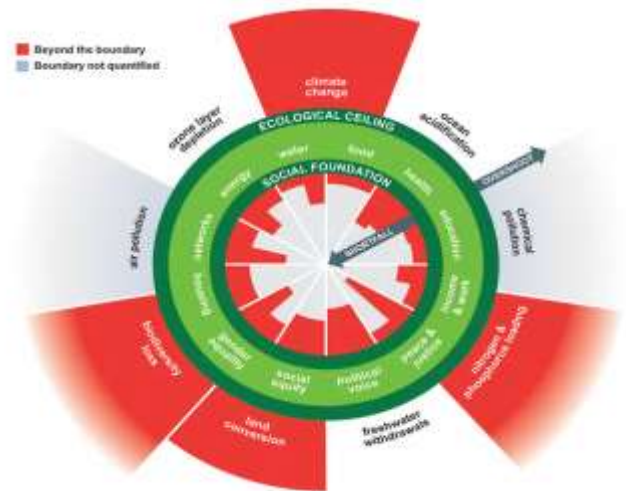 Beyond the boundary
Boundary not quantified
climate
change
ozone layer
depletion
ECOLOGICAL CEILING
ocean
acidification
OVERSHOOT
water
food
energy
health
SOCIAL FOUNDATION
SHORTFALL
networks
education
air pollution
chemical
pollution
housing
income
& work
gender
equality
peace &
justice
social
equity
political
voice
biodiversity
loss
nitrogen &
phosphorus loading
land
conversion
freshwater
withdrawals